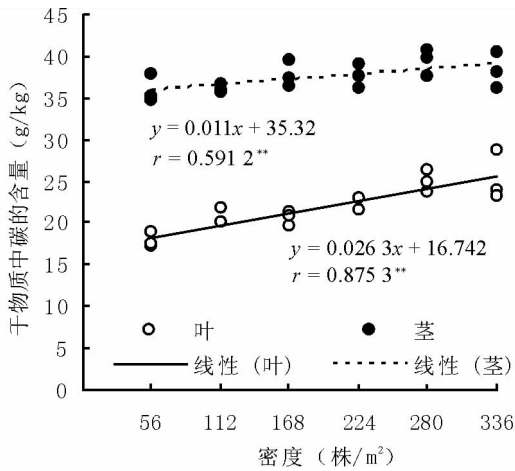 45
40
35
30
25
20
15
10
5
0
干物质中碳的含量（g/kg）
y = 0.011x + 35.32
r = 0.591 2**
y = 0.026 3x + 16.742
r = 0.875 3**
叶 茎
线性（叶） 线性（茎）
56 112 168 224 280 336
密度（株/m²）